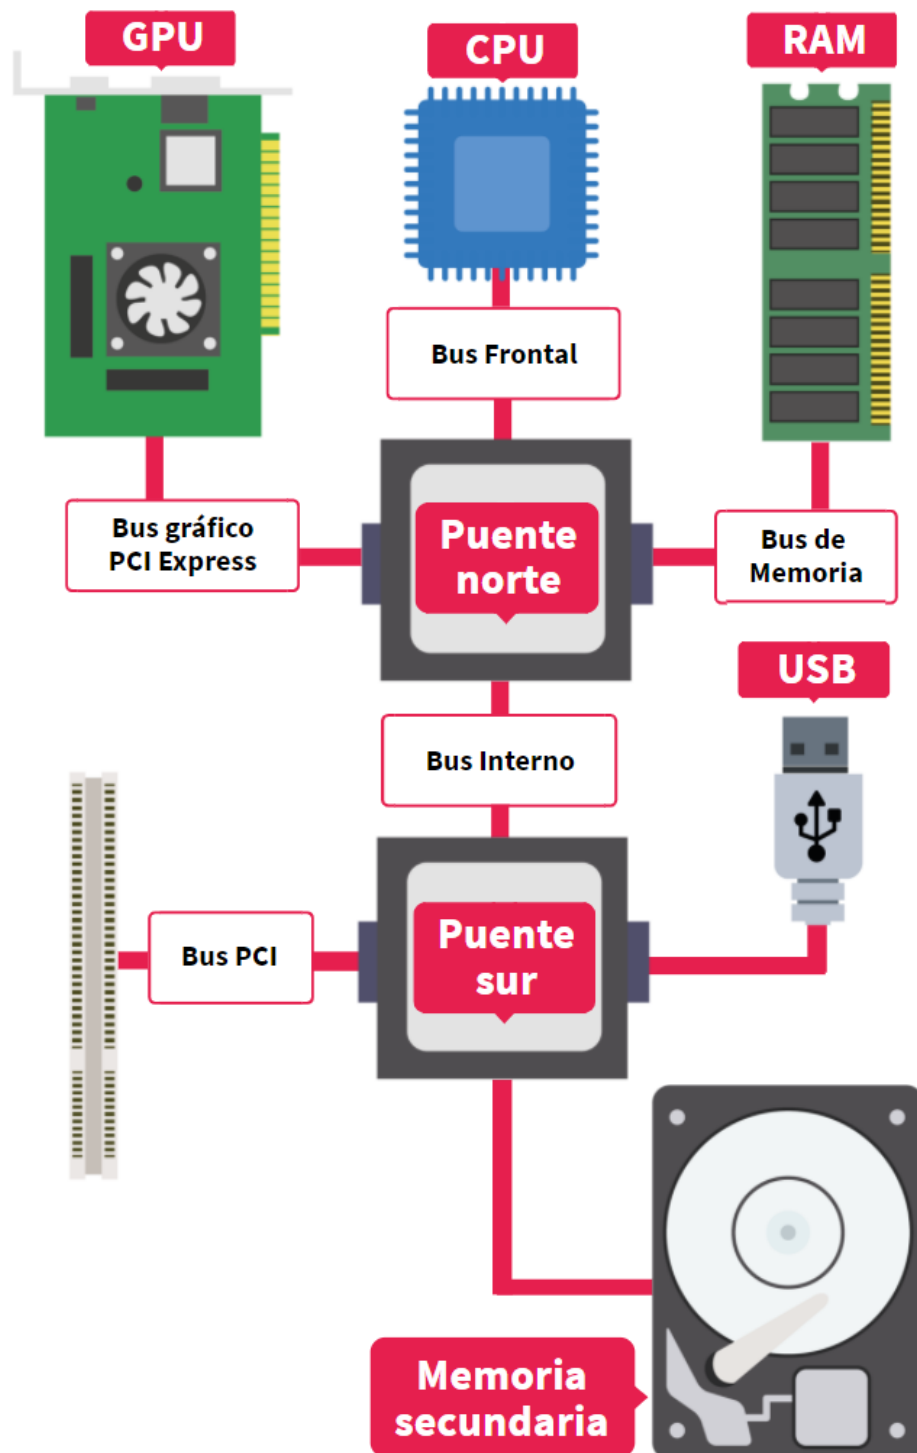 GPU
CPU
RAM
Bus Frontal
Bus gráfico
PCI Express
Puente
norte
Bus de
Memoria
USB
Bus Interno
Bus PCI
Puente
sur
Memoria
secundaria